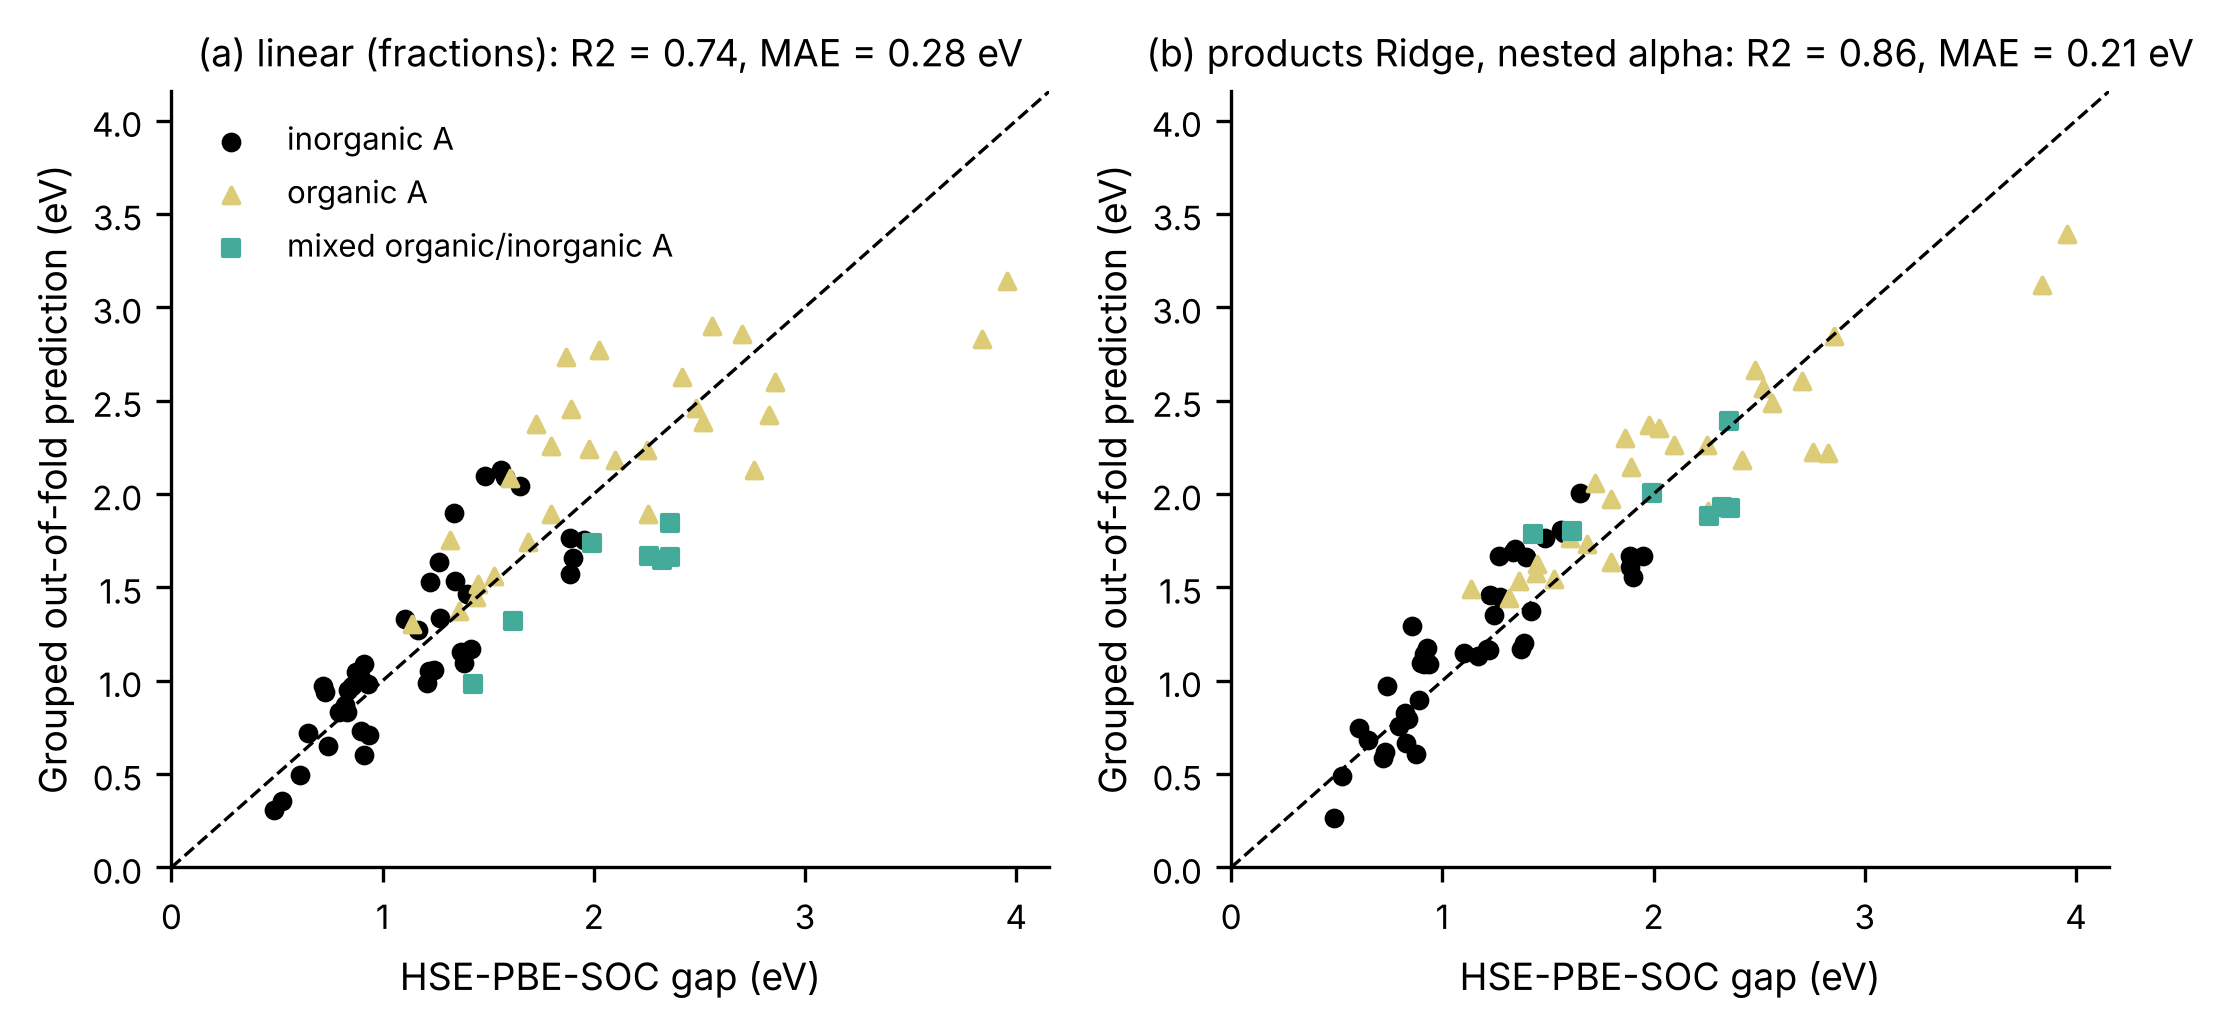 (a) linear (fractions): R2 = 0.74, MAE = 0.28 eV
4.0
3.5
3.0
2.5
2.0
1.5
1.0
0.5
0.0
Grouped out-of-fold prediction (eV)
inorganic A
organic A
mixed organic/inorganic A
0 1 2 3 4
HSE-PBE-SOC gap (eV)
(b) products Ridge, nested alpha: R2 = 0.86, MAE = 0.21 eV
4.0
3.5
3.0
2.5
2.0
1.5
1.0
0.5
0.0
Grouped out-of-fold prediction (eV)
0 1 2 3 4
HSE-PBE-SOC gap (eV)